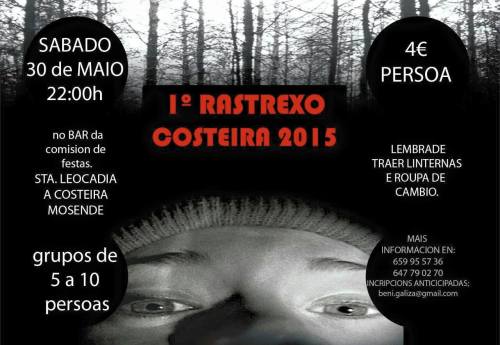 SABADO
30 de MAIO
22:00h
no BAR da
comision de
festas.
STA. LEOCADIA
A COSTEIRA
MOSENDE
grupos de
5 a 10
persoas
1º RASTREXO
COSTEIRA 2015
4€
PERSOA
LEMBRADE
TRAER LINTERNAS
E ROUPA DE
CAMBIO.
MAIS
INFORMACION EN:
659 95 57 36
647 79 02 70
INCRIPCIONS ANTICICIPADAS:
beni.galiza@gmail.com